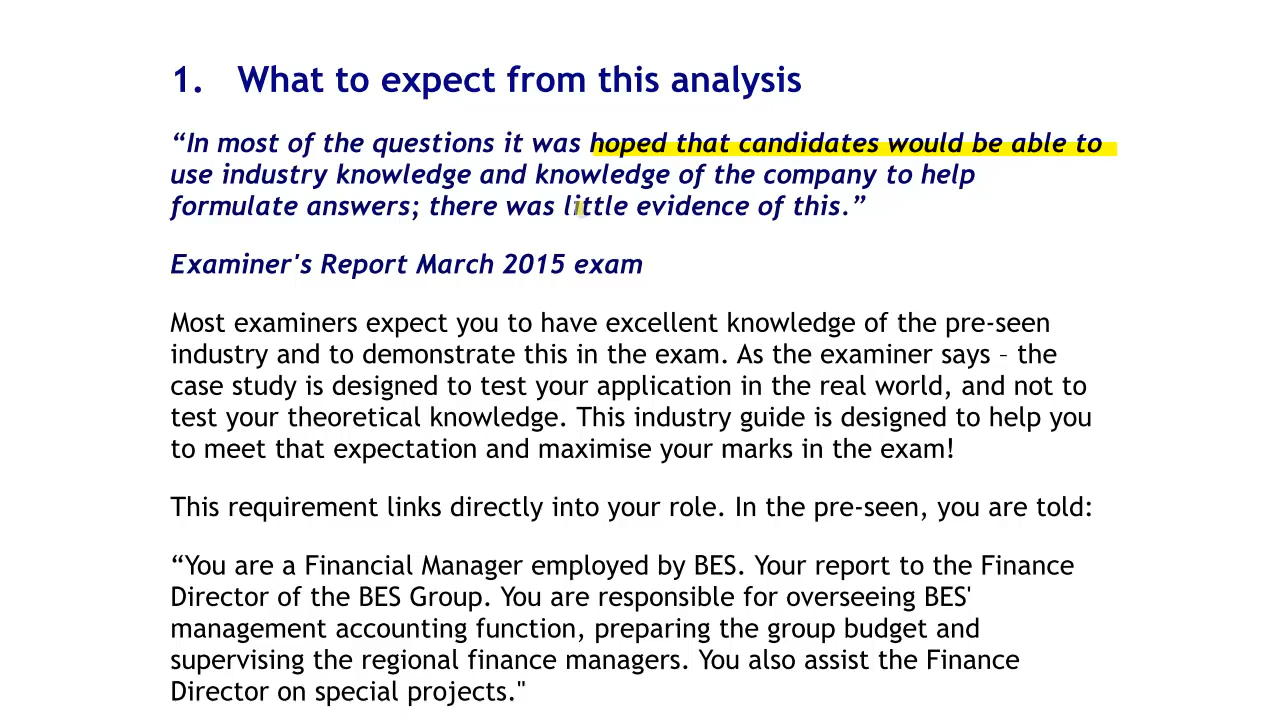 1. What to expect from this analysis
“In most of the questions it was hoped that candidates would be able to
use industry knowledge and knowledge of the company to help
formulate answers; there was little evidence of this.”
Examiner's Report March 2015 exam
Most examiners expect you to have excellent knowledge of the pre-seen
industry and to demonstrate this in the exam. As the examiner says – the
case study is designed to test your application in the real world, and not to
test your theoretical knowledge. This industry guide is designed to help you
to meet that expectation and maximise your marks in the exam!
This requirement links directly into your role. In the pre-seen, you are told:
“You are a Financial Manager employed by BES. Your report to the Finance
Director of the BES Group. You are responsible for overseeing BES'
management accounting function, preparing the group budget and
supervising the regional finance managers. You also assist the Finance
Director on special projects."